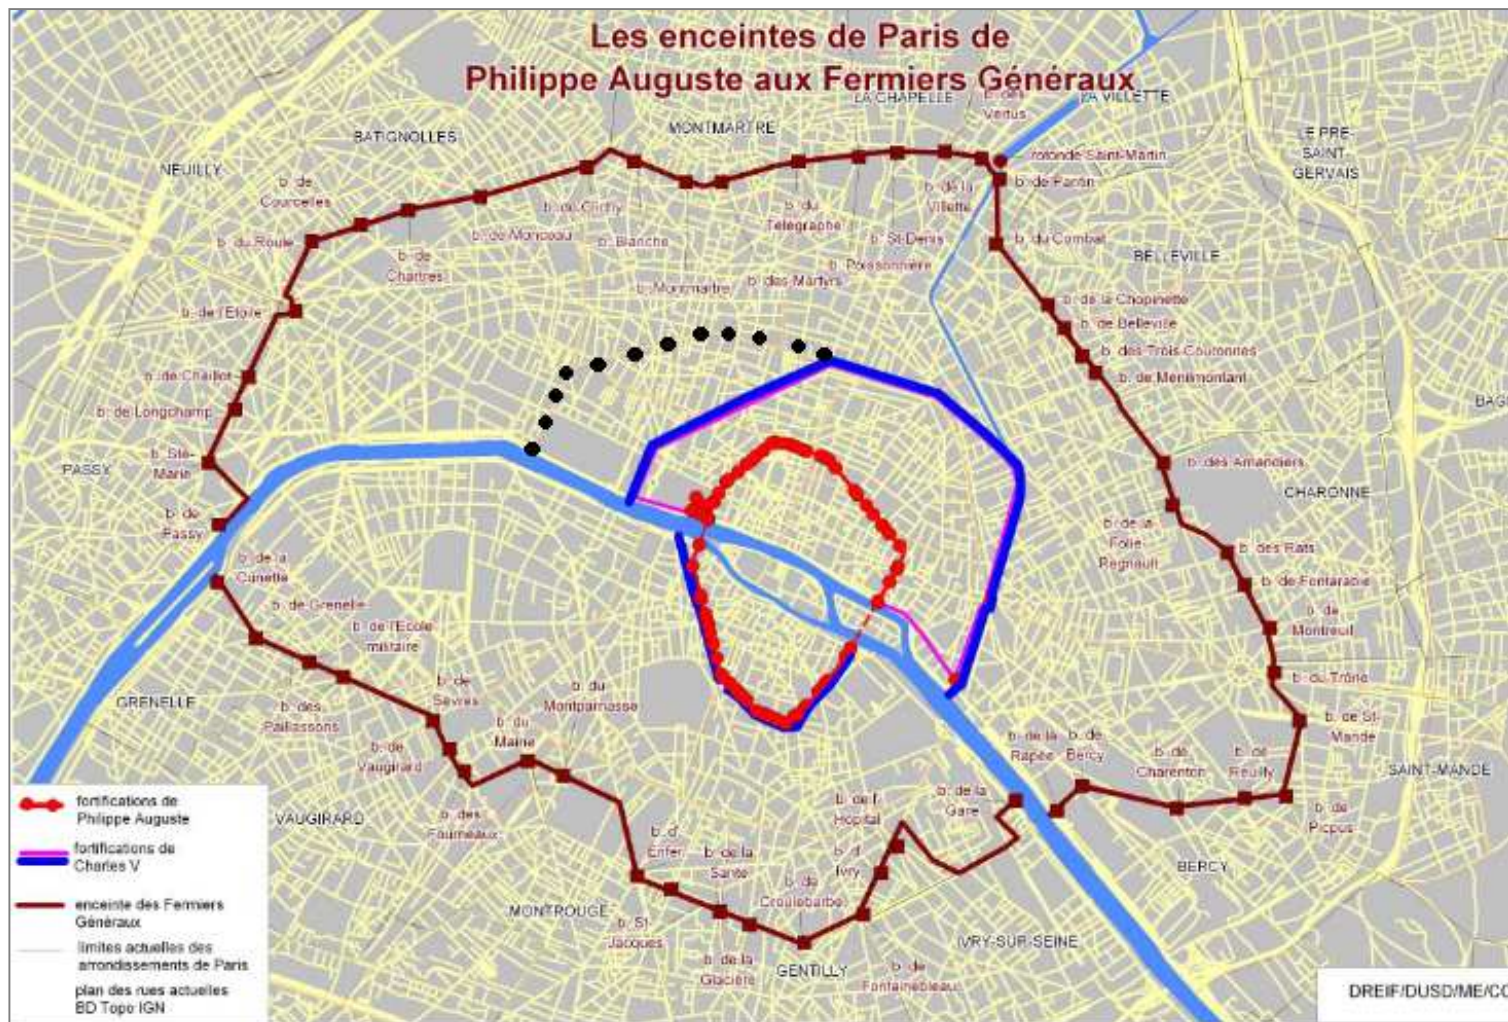 Les enceintes de Paris de
Philippe Auguste aux Fermiers Généraux
LA CHAPELLE
b. des
Vertus
LA VILLETTE
MONTMARTRE
BATIGNOLLES
NEUILLY
LE PRE-
SAINT-
GERVAIS
rotonde Saint-Martin
b. de Pantin
b. de
Courcelles
b. de la
Villette
b. de Clichy
b. du
Télégraphe
b. du Roule
b. de Monceau
b. Blanche
b. St-Denis
b. du Combat
b. de
Chartres
b. Poissonnière
BELLEVILLE
b. Montmartre
b. des Martyrs
b. de l'Etoile
b. de la Chopinette
b. de Belleville
b. des Trois Couronnes
b. de Chaillot
b. de Ménilmontant
b. de Longchamp
BAG
b. Ste-
Marie
PASSY
b. des Amandiers
CHARONNE
b. de
Passy
b. de la
Folie-
Regnault
b. des Rats
b. de la
Cunette
b. de Fontarabie
b. de Grenelle
b. de
Montreuil
b. de l'Ecole
militaire
b. du Trône
GRENELLE
b. des
Paillassons
b. de
Sèvres
b. du
Montparnasse
b. du
Maine
b. de St-
Mandé
b. de la
Rapée
b. de
Bercy
b. de
Charenton
b. de
Reuilly
b. de
Vaugirard
SAINT-MANDE
b. de
Picpus
b. de la
Gare
b. de l'
Hôpital
VAUGIRARD
b. des
Fourneaux
b. d'
Enfer
b. de la
Santé
b. d'
Ivry
BERCY
b. de
Croulebarbe
MONTROUGE
b. St-
Jacques
b. de la
Glacière
GENTILLY
b. de
Fontainebleau
IVRY-SUR-SEINE
fortifications de
Philippe Auguste
fortifications de
Charles V
enceinte des Fermiers
Généraux
limites actuelles des
arrondissements de Paris
plan des rues actuelles
BD Topo IGN
DREIF/DUSD/ME/CC